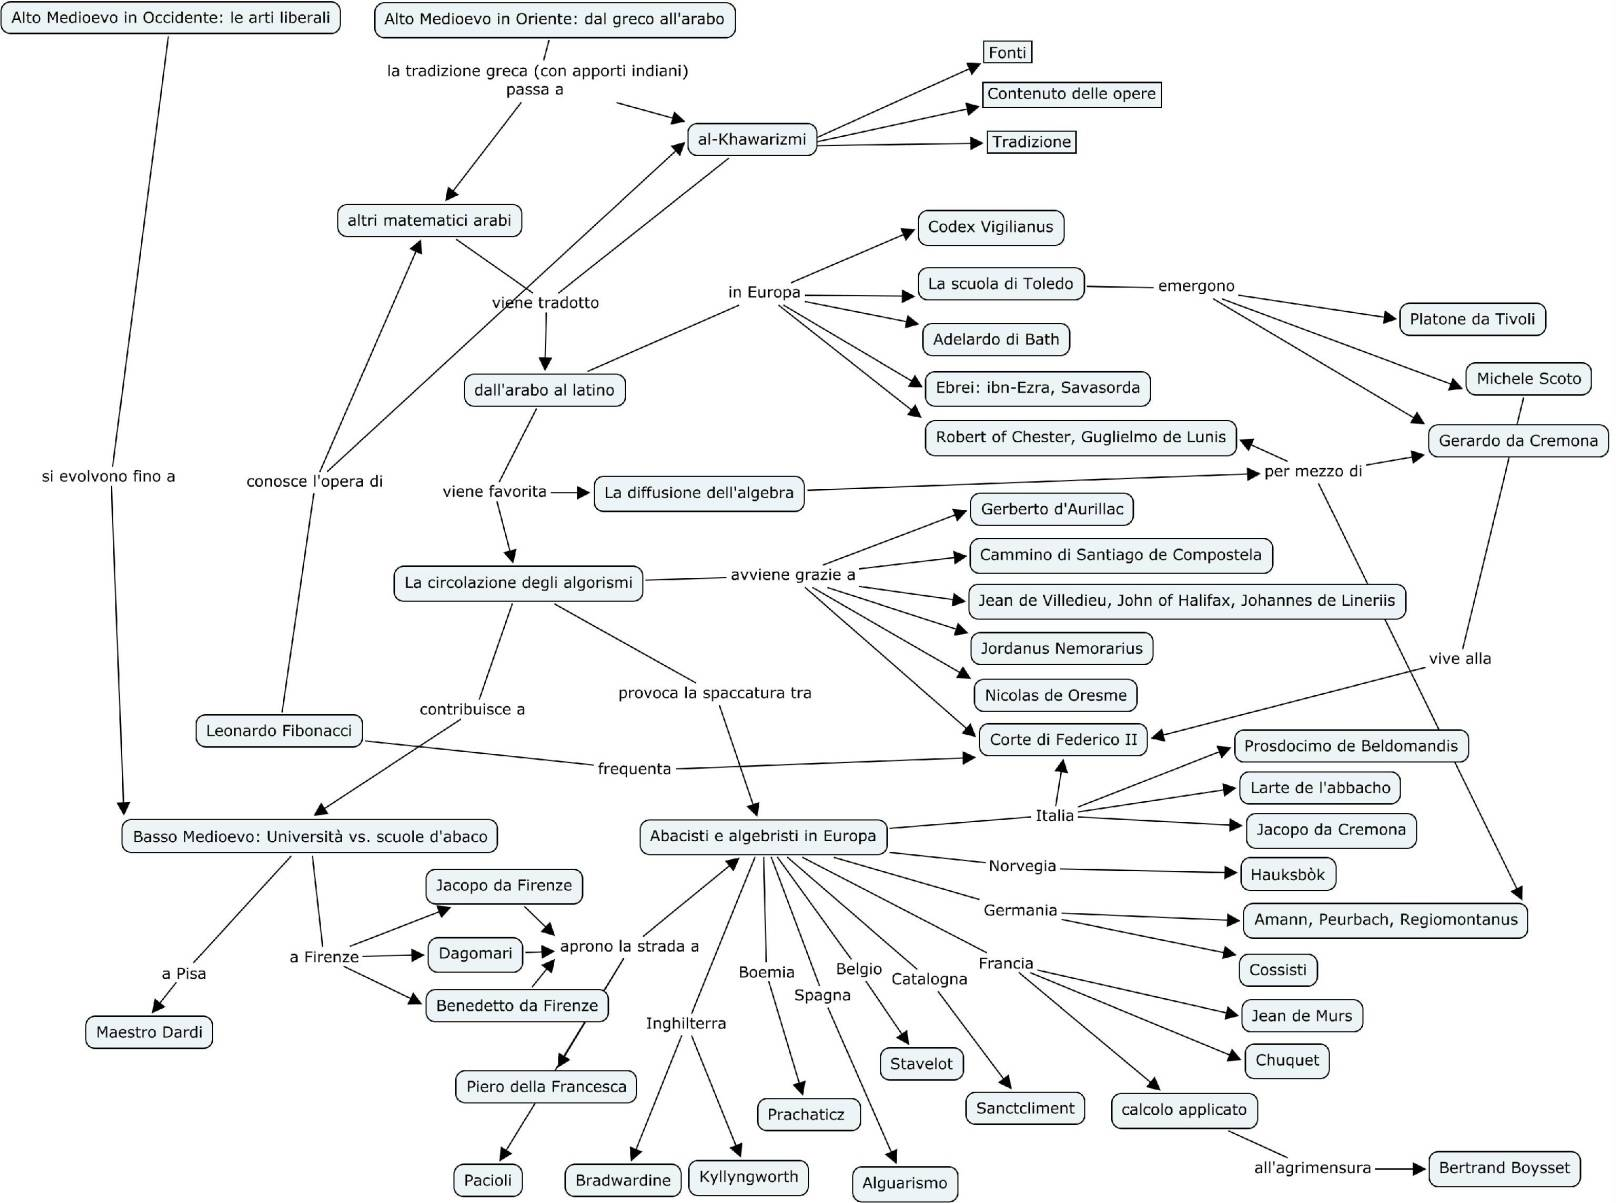 Alto Medioevo in Occidente: le arti liberali
Alto Medioevo in Oriente: dal greco all'arabo
la tradizione greca (con apporti indiani)
passa a
Fonti
Contenuto delle opere
al-Khawarizmi
Tradizione
altri matematici arabi
Codex Vigilianus
in Europa
La scuola di Toledo
emergono
viene tradotto
Platone da Tivoli
Adelardo di Bath
Michele Scoto
dall'arabo al latino
Ebrei: ibn-Ezra, Savasorda
Robert of Chester, Guglielmo de Lunis
Gerardo da Cremona
si evolvono fino a
conosce l'opera di
per mezzo di
viene favorita
La diffusione dell'algebra
Gerberto d'Aurillac
Cammino di Santiago de Compostela
La circolazione degli algorismi
avviene grazie a
Jean de Villedieu, John of Halifax, Johannes de Lineriis
Jordanus Nemorarius
vive alla
provoca la spaccatura tra
Nicolas de Oresme
contribuisce a
Leonardo Fibonacci
Corte di Federico II
Prosdocimo de Beldomandis
frequenta
Larte de l'abbacho
Italia
Jacopo da Cremona
Basso Medioevo: Università vs. scuole d'abaco
Abacisti e algebristi in Europa
Norvegia
Hauksbòk
Jacopo da Firenze
Germania
Amann, Peurbach, Regiomontanus
aprono la strada a
a Firenze
Dagomari
Francia
Cossisti
a Pisa
Boemia
Belgio
Catalogna
Spagna
Benedetto da Firenze
Jean de Murs
Inghilterra
Maestro Dardi
Stavelot
Chuquet
Piero della Francesca
Prachaticz
Sanctcliment
calcolo applicato
all'agrimensura
Bertrand Boysset
Pacioli
Bradwardine
Kyllyngworth
Alguarismo